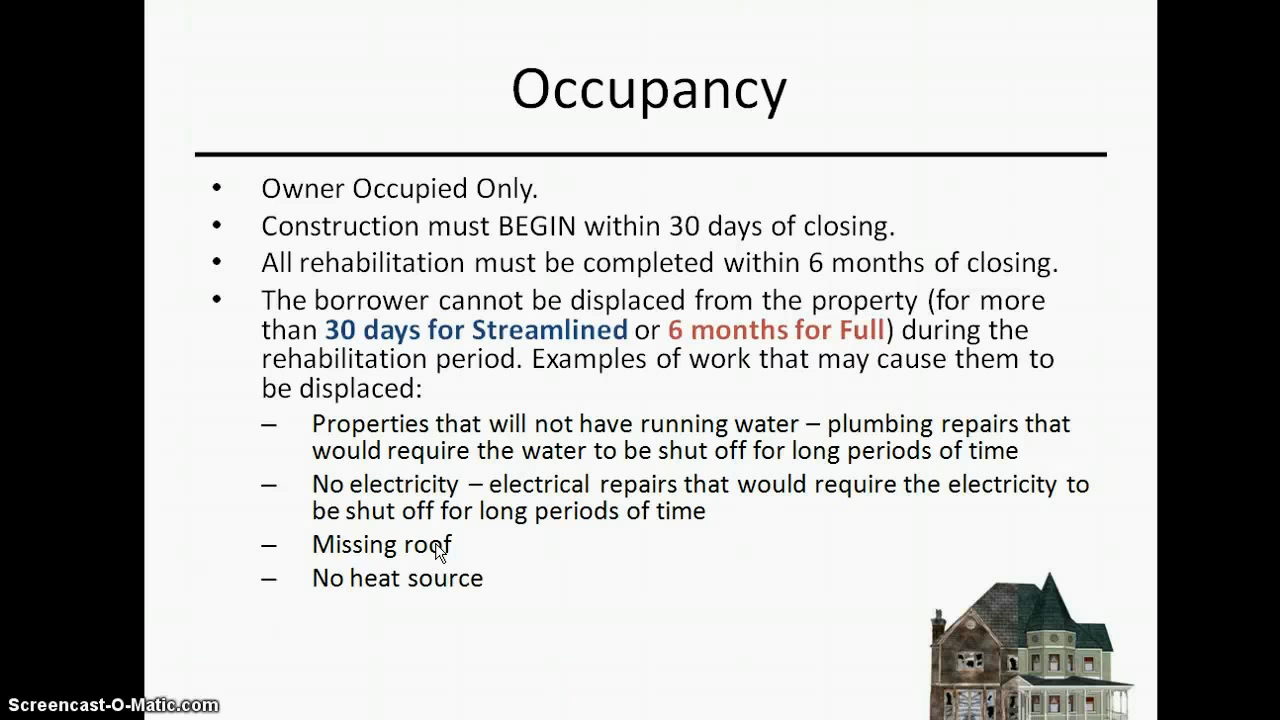 Occupancy
• Owner Occupied Only.
• Construction must BEGIN within 30 days of closing.
• All rehabilitation must be completed within 6 months of closing.
• The borrower cannot be displaced from the property (for more
than 30 days for Streamlined or 6 months for Full) during the
rehabilitation period. Examples of work that may cause them to
be displaced:
– Properties that will not have running water – plumbing repairs that
would require the water to be shut off for long periods of time
– No electricity – electrical repairs that would require the electricity to
be shut off for long periods of time
– Missing roof
– No heat source
Screencast-O-Matic.com